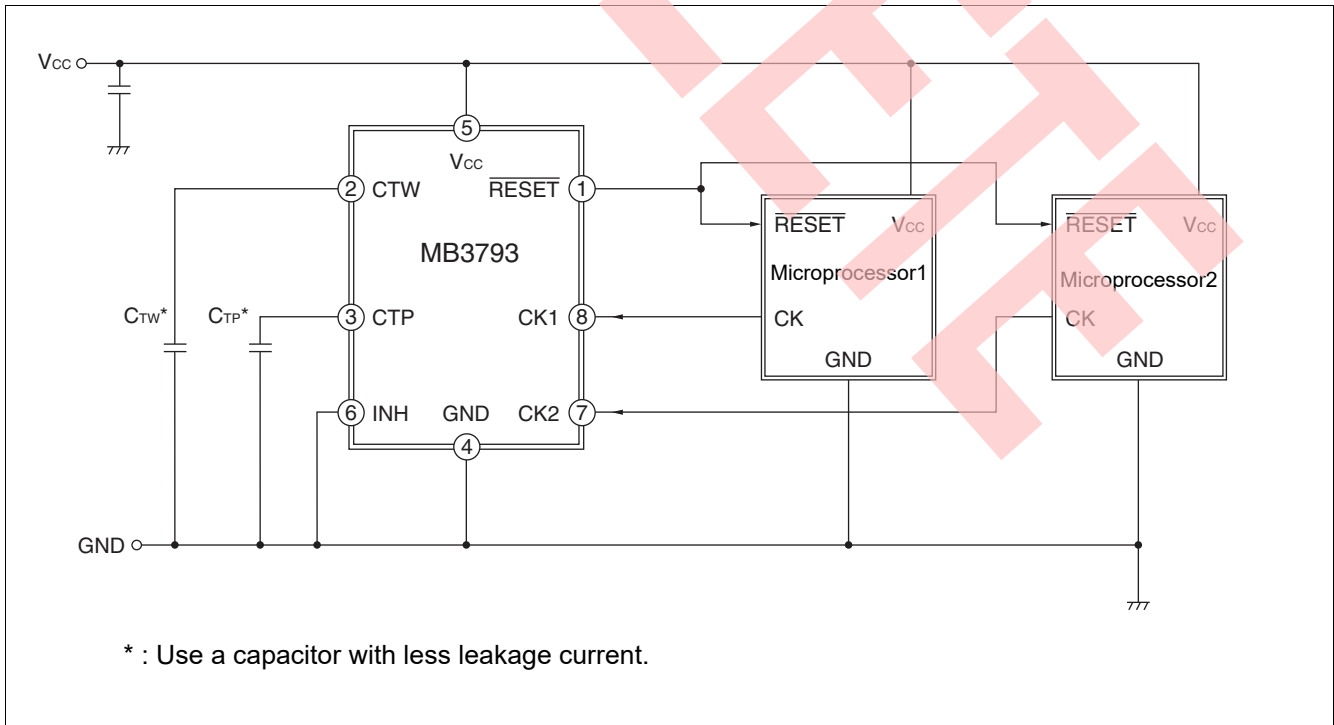 Vcc
5
Vcc
2 CTW
RESET 1
MB3793
RESET Vcc
Microprocessor1
CK
GND
RESET Vcc
Microprocessor2
CK
GND
CTW*
CTP*
3 CTP
CK1 8
6 INH
GND
CK2 7
4
GND
* : Use a capacitor with less leakage current.